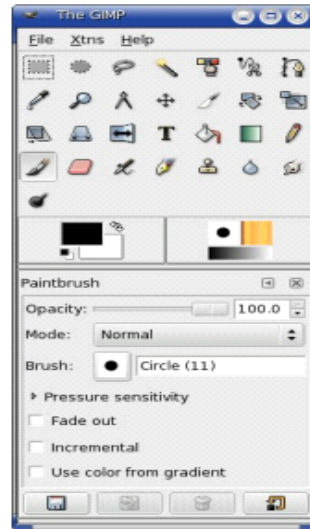 The GIMP
File Xtns Help
Paintbrush
Opacity: 100.0
Mode: Normal
Brush: Circle (11)
Pressure sensitivity
Fade out
Incremental
Use color from gradient